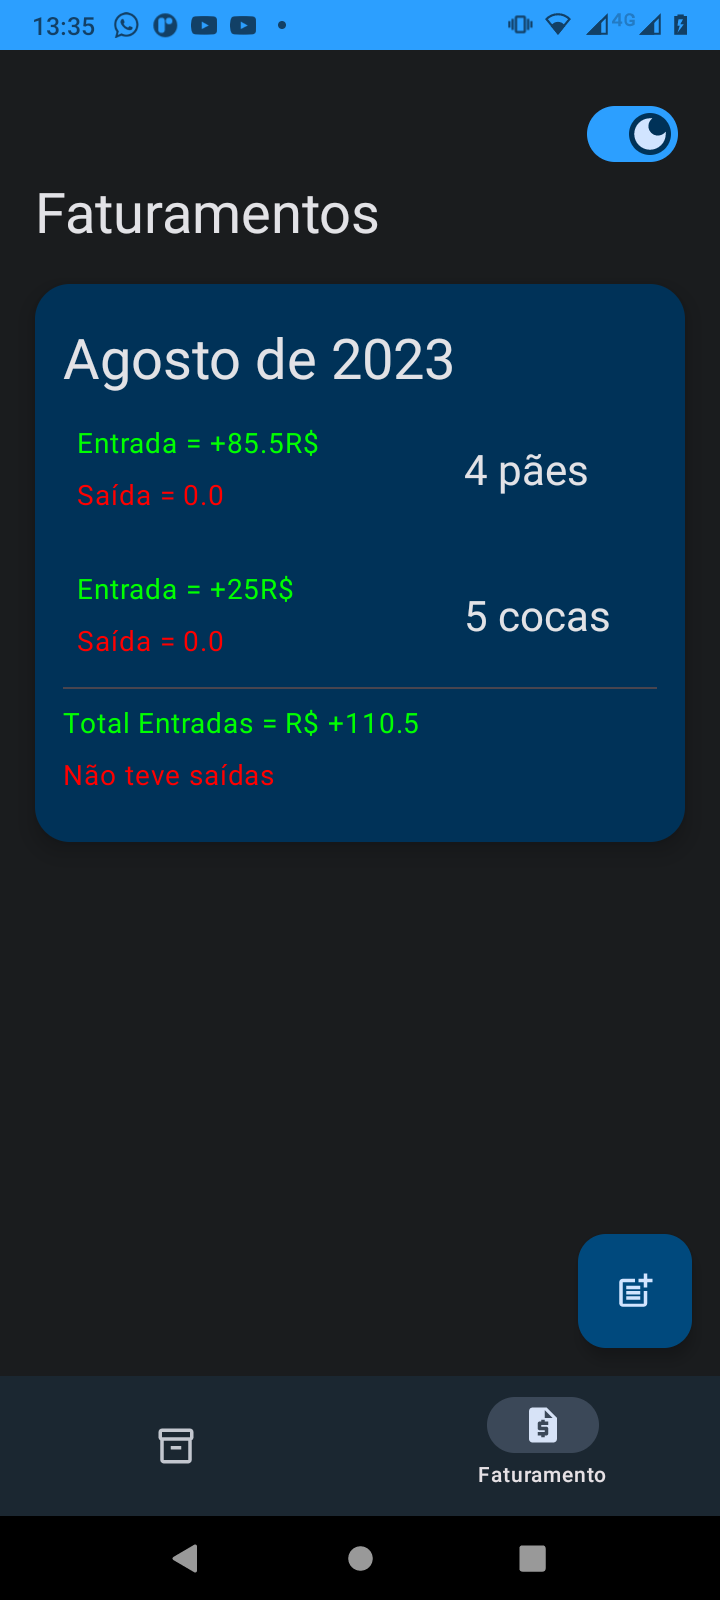 13:35
4G
Faturamentos
Agosto de 2023
Entrada = +85.5R$
Saída = 0.0
4 pães
Entrada = +25R$
Saída = 0.0
5 cocas
Total Entradas = R$ +110.5
Não teve saídas
Faturamento